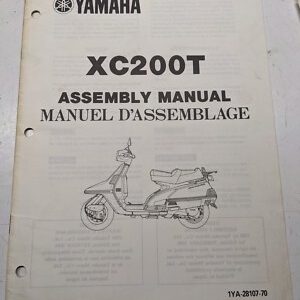 YAMAHA
XC200T
ASSEMBLY MANUAL
MANUEL D'ASSEMBLAGE
1YA-28107-70